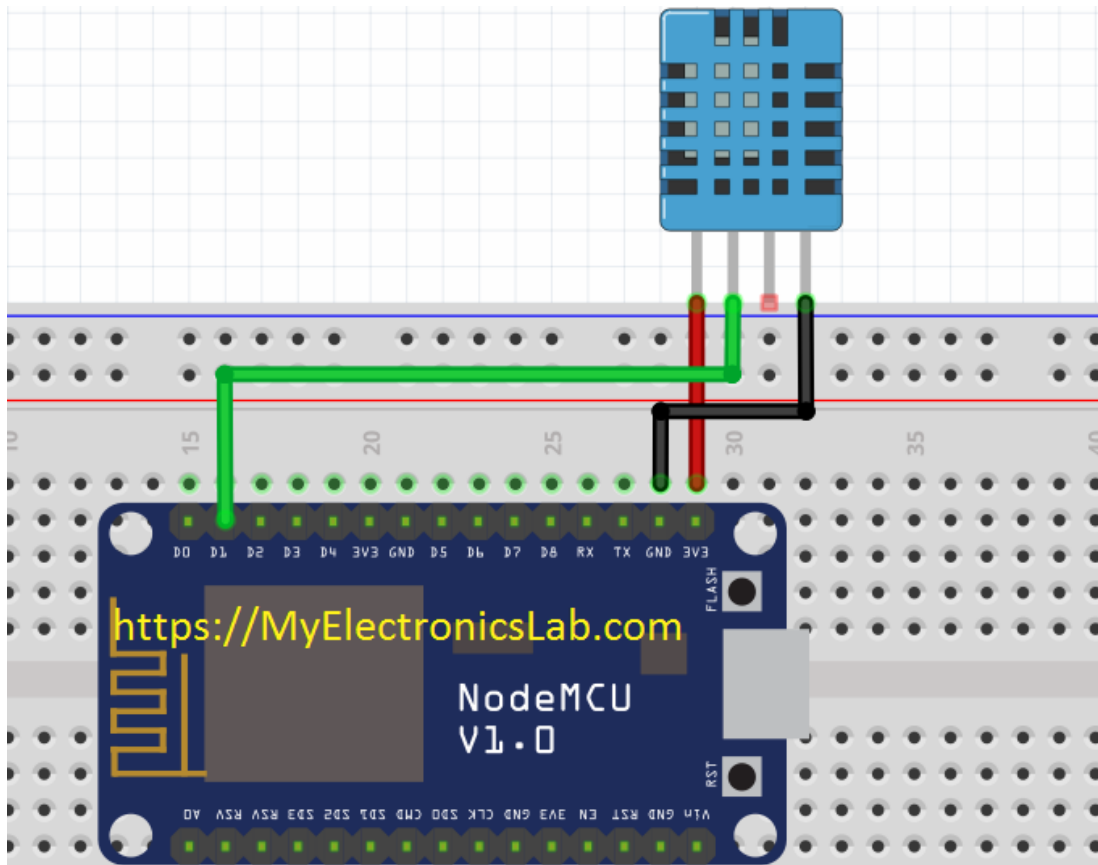 10 15 20 25 30 35 40
D0 D1 D2 D3 D4 3V3 GND D5 D6 D7 D8 RX TX GND 3V3
FLASH
https://MyElectronicsLab.com
NodeMCU
V1.0
RST
A0 RSV RSV SD3 SD2 SD1 CMD SD0 CLK GND 3V3 EN RST GND Vin